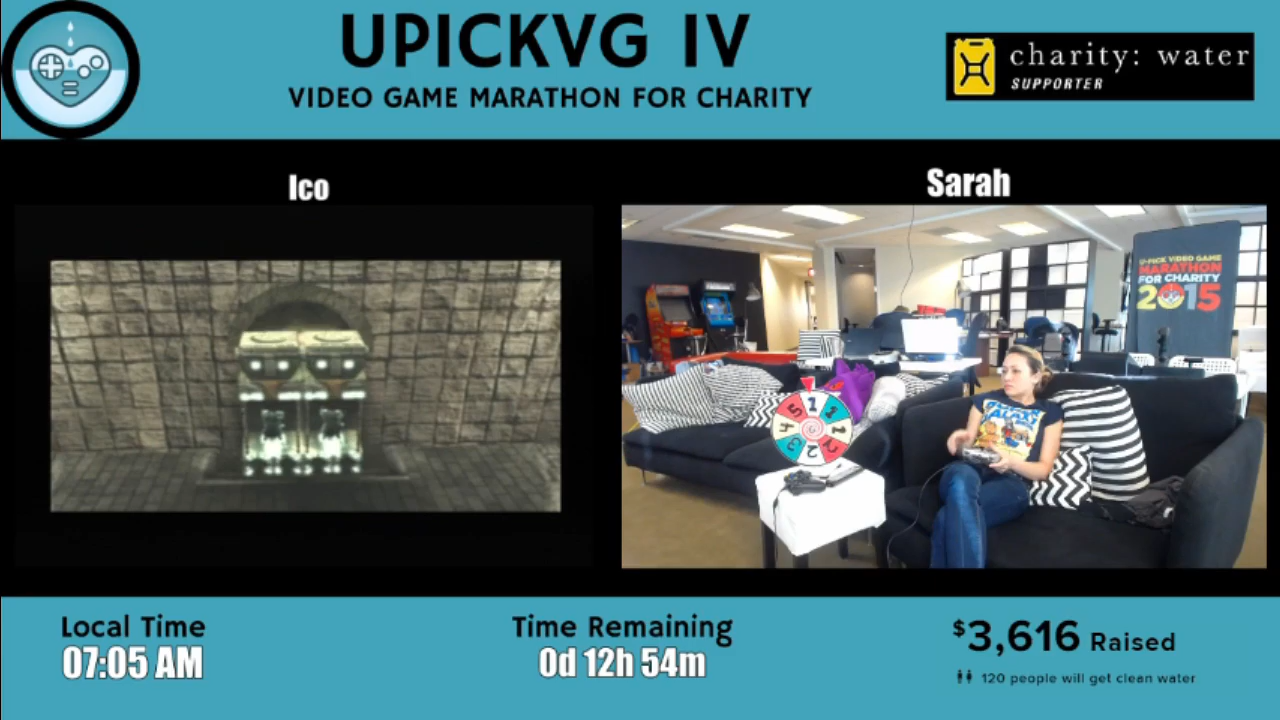 UPICKVG IV
VIDEO GAME MARATHON FOR CHARITY
charity: water
SUPPORTER
Ico
Sarah
U-PICK VIDEO GAME
MARATHON
FOR CHARITY
2015
Local Time
07:05 AM
Time Remaining
0d 12h 54m
$3,616 Raised
120 people will get clean water